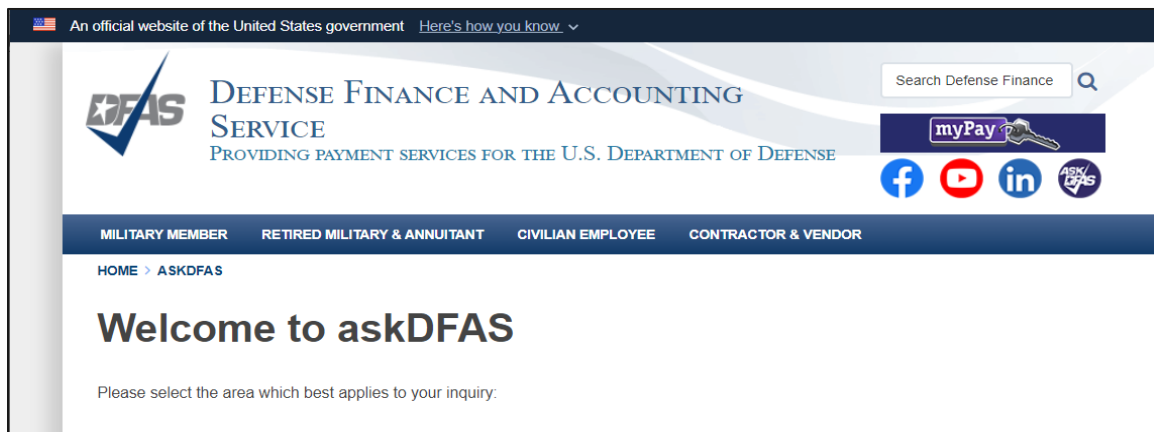 An official website of the United States government Here's how you know
DFAS
DEFENSE FINANCE AND ACCOUNTING
SERVICE
PROVIDING PAYMENT SERVICES FOR THE U.S. DEPARTMENT OF DEFENSE
Search Defense Finance
myPay
f
in
ASK/
DFAS
MILITARY MEMBER RETIRED MILITARY & ANNUITANT CIVILIAN EMPLOYEE CONTRACTOR & VENDOR
HOME > ASKDFAS
Welcome to askDFAS
Please select the area which best applies to your inquiry: